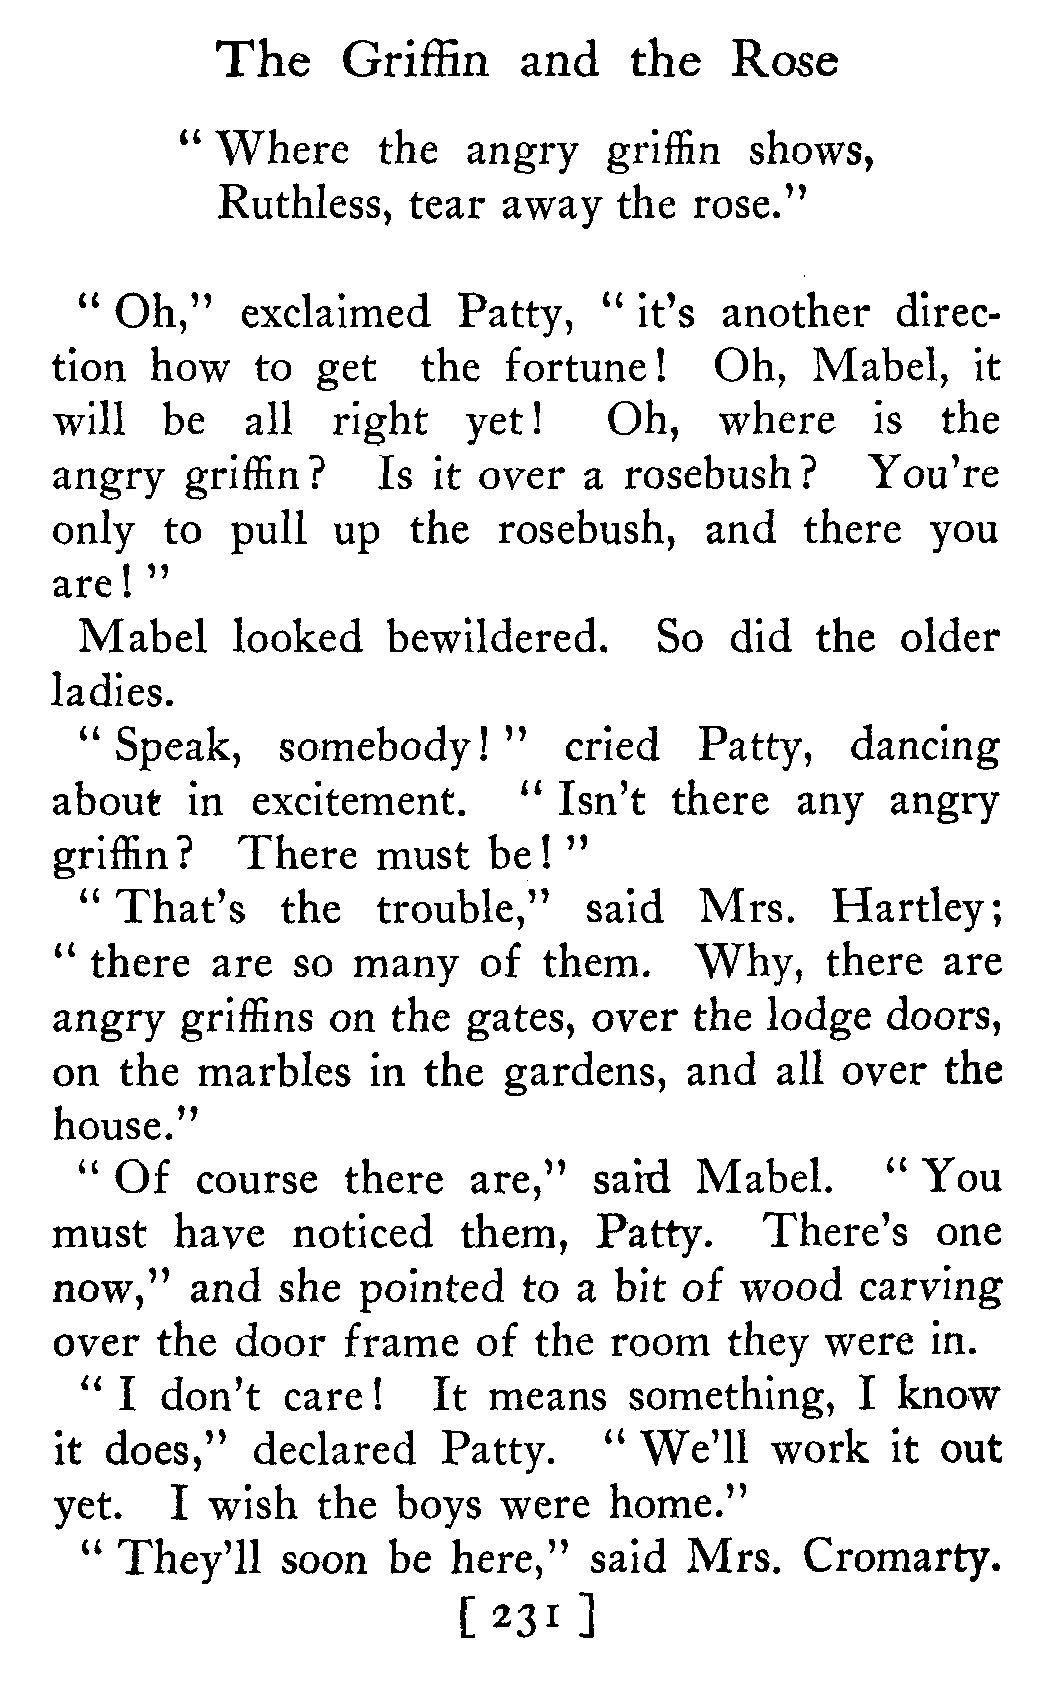 The Griffin and the Rose
“ Where the angry griffin shows,
Ruthless, tear away the rose.”
“ Oh,” exclaimed Patty, “ it’s another direc-
tion how to get the fortune! Oh, Mabel, it
will be all right yet! Oh, where is the
angry griffin? Is it over a rosebush? You’re
only to pull up the rosebush, and there you
are! ”
Mabel looked bewildered. So did the older
ladies.
“ Speak, somebody! ” cried Patty, dancing
about in excitement. “ Isn’t there any angry
griffin? There must be! ”
“ That’s the trouble,” said Mrs. Hartley;
“ there are so many of them. Why, there are
angry griffins on the gates, over the lodge doors,
on the marbles in the gardens, and all over the
house.”
“ Of course there are,” said Mabel. “ You
must have noticed them, Patty. There’s one
now,” and she pointed to a bit of wood carving
over the door frame of the room they were in.
“ I don’t care! It means something, I know
it does,” declared Patty. “ We’ll work it out
yet. I wish the boys were home.”
“ They’ll soon be here,” said Mrs. Cromarty.
[ 231 ]